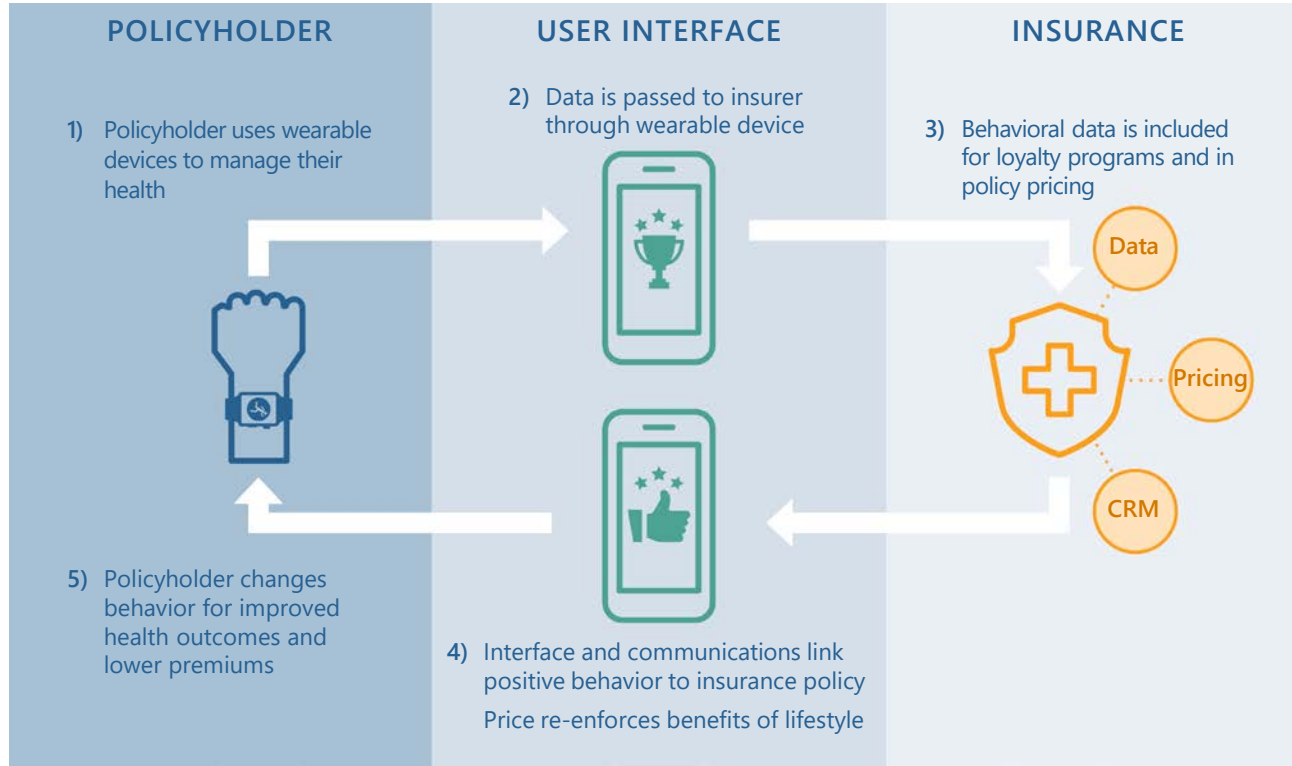 POLICYHOLDER
USER INTERFACE
INSURANCE
1) Policyholder uses wearable
devices to manage their
health
2) Data is passed to insurer
through wearable device
3) Behavioral data is included
for loyalty programs and in
policy pricing
Data
Pricing
CRM
4) Interface and communications link
positive behavior to insurance policy
Price re-enforces benefits of lifestyle
5) Policyholder changes
behavior for improved
health outcomes and
lower premiums